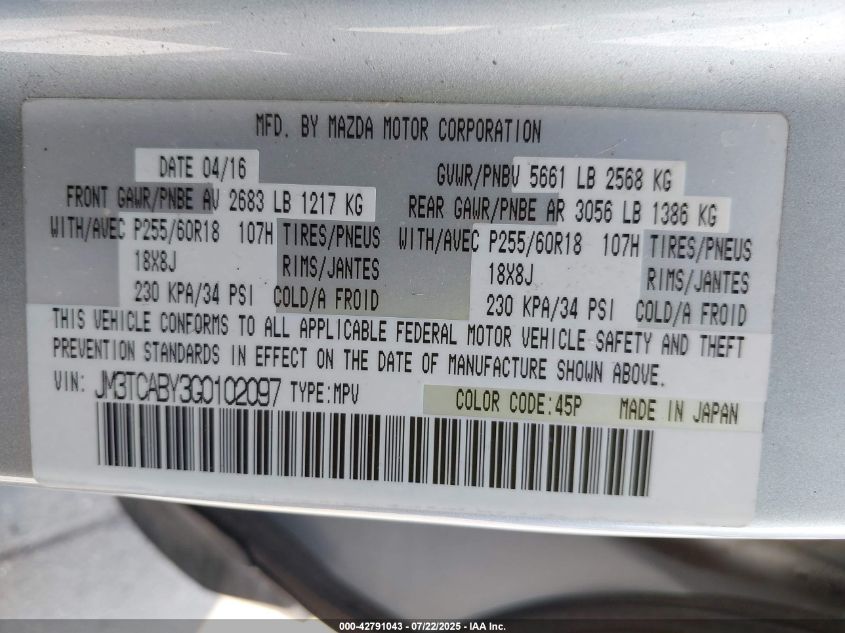 MFD. BY MAZDA MOTOR CORPORATION
DATE 04/16 GVWR/PNBV 5661 LB 2568 KG
FRONT GAWR/PNBE AV 2683 LB 1217 KG REAR GAWR/PNBE AR 3056 LB 1386 KG
WITH/AVEC P255/60R18 107H TIRES/PNEUS WITH/AVEC P255/60R18 107H TIRES/PNEUS
18X8J RIMS/JANTES 18X8J RIMS/JANTES
230 KPA/34 PSI COLD/A FROID 230 KPA/34 PSI COLD/A FROID
THIS VEHICLE CONFORMS TO ALL APPLICABLE FEDERAL MOTOR VEHICLE SAFETY AND THEFT
PREVENTION STANDARDS IN EFFECT ON THE DATE OF MANUFACTURE SHOWN ABOVE.
VIN: JM3TCABY3G0102097 TYPE:MPV COLOR CODE:45P MADE IN JAPAN
000-42791043 - 07/22/2025 - IAA Inc.